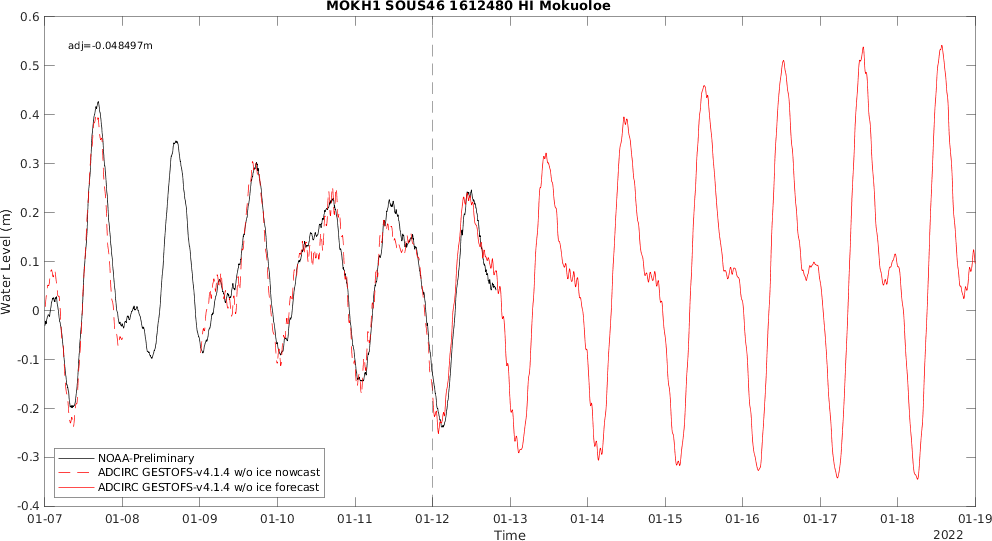 MOKH1 SOUS46 1612480 HI Mokuoloe
adj=-0.048497m
0.6
0.5
0.4
0.3
0.2
0.1
0
-0.1
-0.2
-0.3
-0.4
Water Level (m)
NOAA-Preliminary
ADCIRC GESTOFS-v4.1.4 w/o ice nowcast
ADCIRC GESTOFS-v4.1.4 w/o ice forecast
01-07 01-08 01-09 01-10 01-11 01-12 01-13 01-14 01-15 01-16 01-17 01-18 01-19
Time
2022